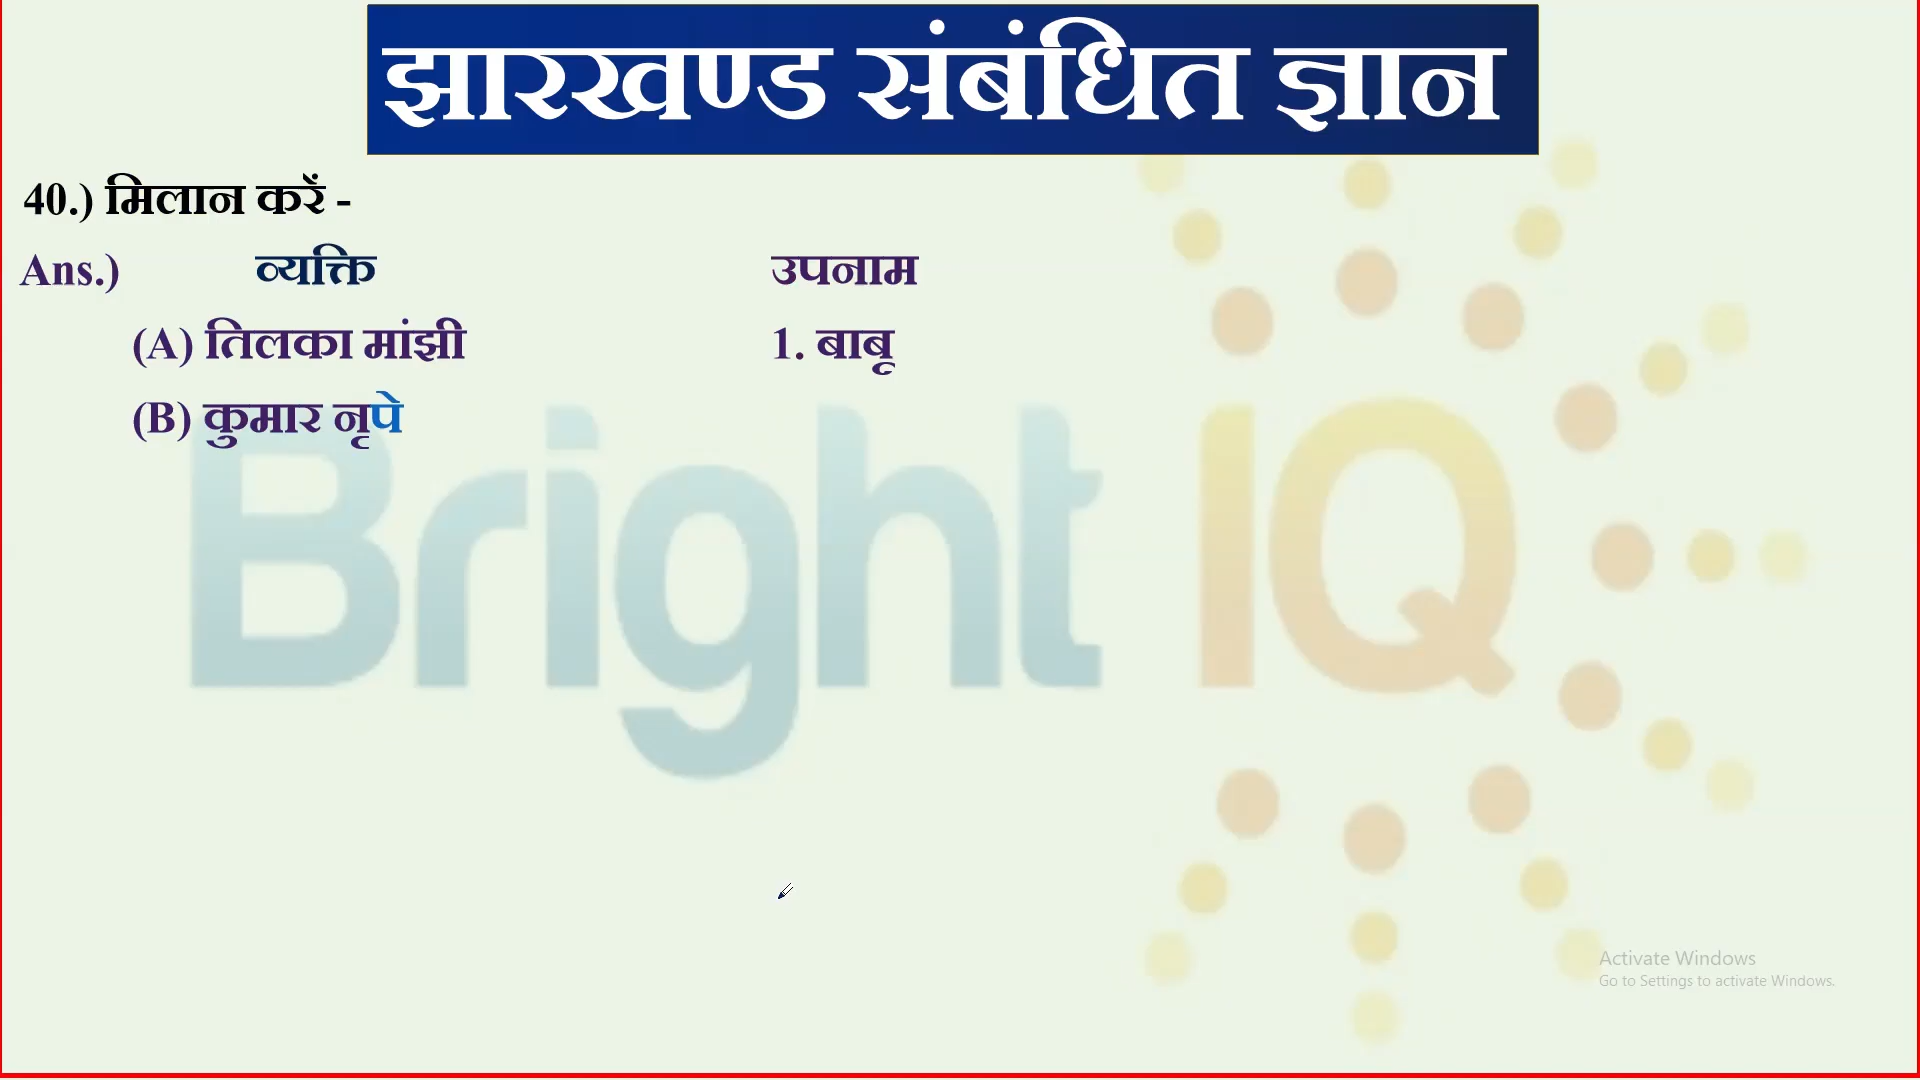 झारखण्ड संबंधित ज्ञान
40.) मिलान करें -
Ans.) व्यक्ति उपनाम
(A) तिलका मांझी 1. बाबू
(B) कुमार नृपे
Bright IQ
Activate Windows
Go to Settings to activate Windows.